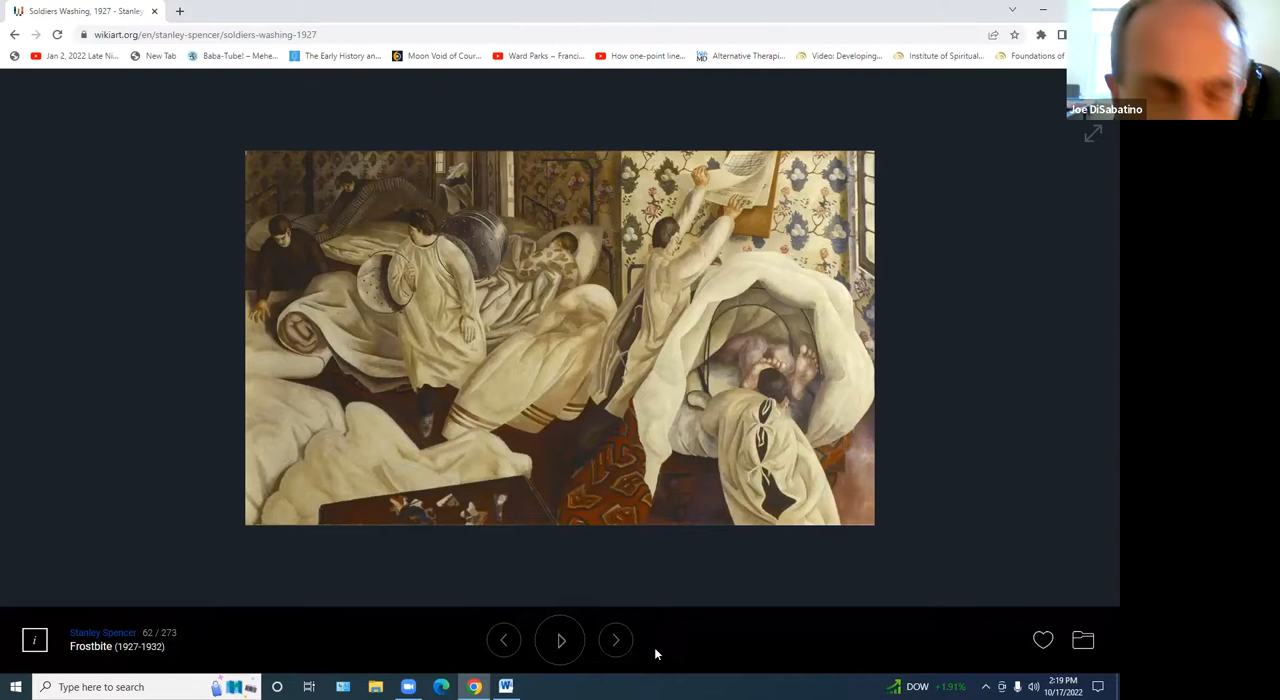 Soldiers Washing, 1927 - Stanley
wikiart.org/en/stanley-spencer/soldiers-washing-1927
Jan 2, 2022 Late Ni...
New Tab
Baba-Tube! – Mehe...
The Early History an...
Moon Void of Cour...
Ward Parks – Franci...
How one-point line...
Alternative Therapi...
Video: Developing...
Institute of Spiritual...
Foundations of
Joe DiSabatino
Stanley Spencer 62 / 273
Frostbite (1927-1932)
Type here to search
DOW +1.91%
2:19 PM
10/17/2022